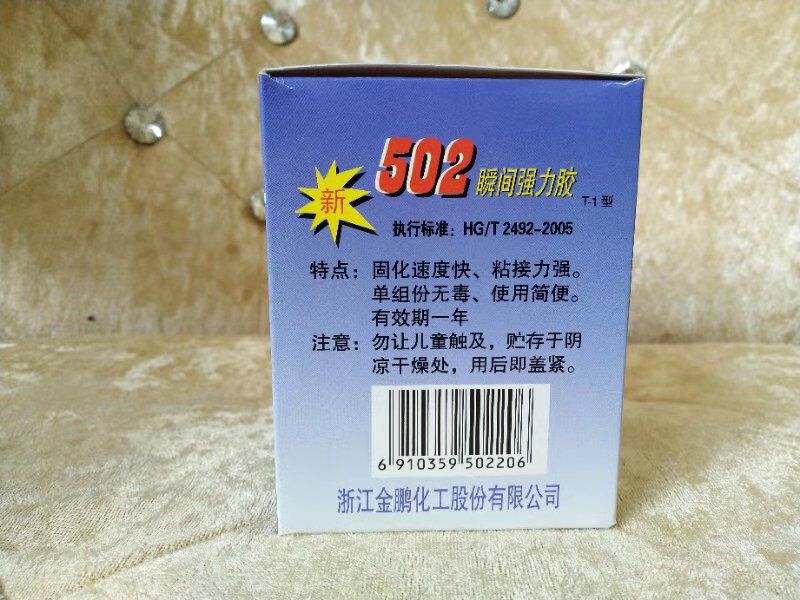 502 瞬间强力胶 T-1型
新
执行标准：HG/T 2492-2005
特点：固化速度快、粘接力强。
单组份无毒、使用简便。
有效期一年
注意：勿让儿童触及，贮存于阴
凉干燥处，用后即盖紧。
6 910359 502206
浙江金鹏化工股份有限公司